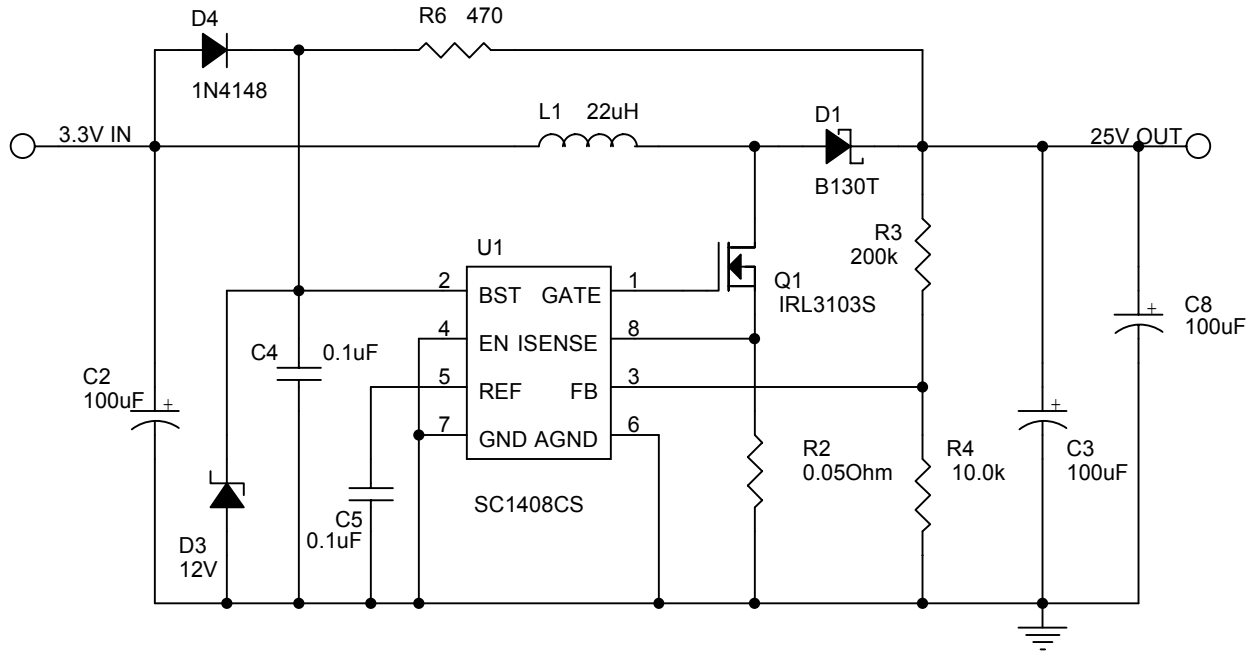 D4
R6 470
1N4148
L1 22uH
D1
3.3V IN
25V OUT
B130T
R3
200k
U1
2 BST GATE 1
Q1
IRL3103S
4 EN ISENSE 8
C8
100uF
+
C4 0.1uF
5 REF FB 3
C2
100uF
+
7 GND AGND 6
R2
0.05Ohm
R4
10.0k
+
C3
100uF
SC1408CS
C5
0.1uF
D3
12V